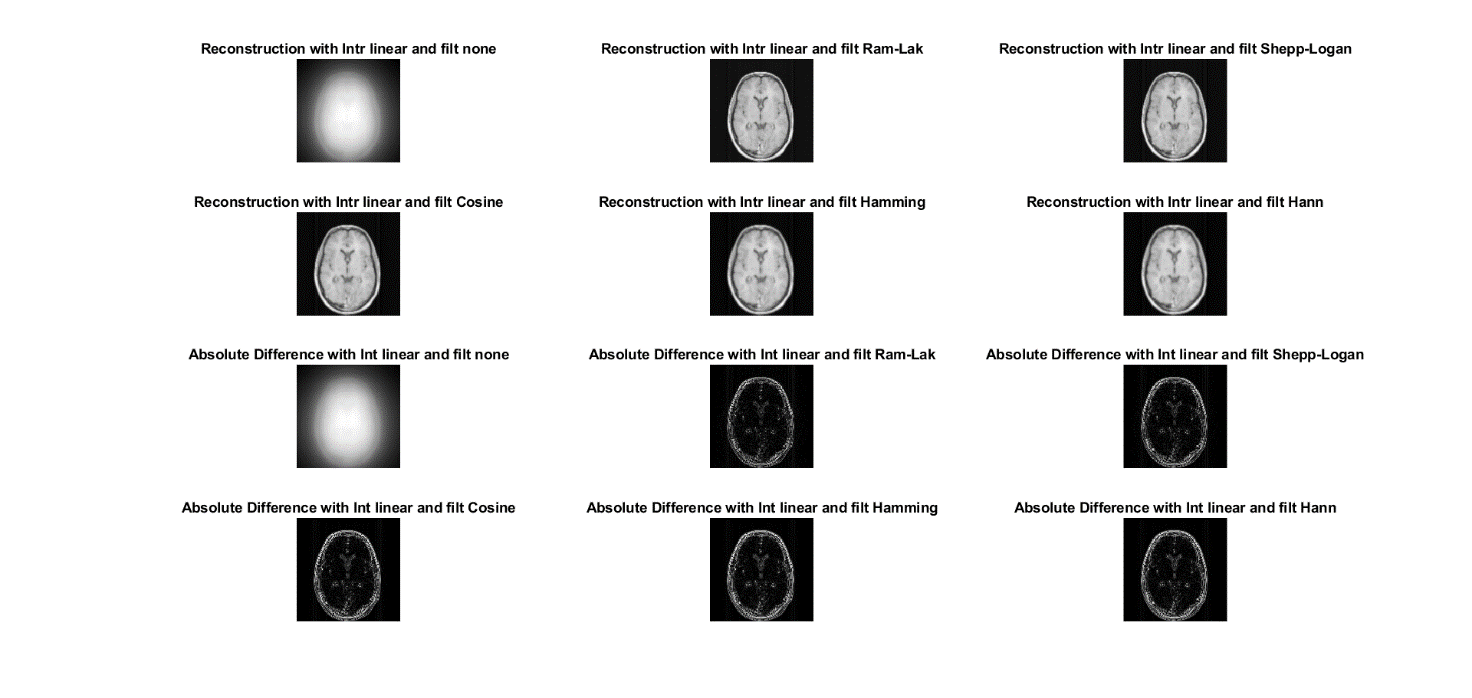 Reconstruction with Intr linear and filt none
Reconstruction with Intr linear and filt Ram-Lak
Reconstruction with Intr linear and filt Shepp-Logan
Reconstruction with Intr linear and filt Cosine
Reconstruction with Intr linear and filt Hamming
Reconstruction with Intr linear and filt Hann
Absolute Difference with Int linear and filt none
Absolute Difference with Int linear and filt Ram-Lak
Absolute Difference with Int linear and filt Shepp-Logan
Absolute Difference with Int linear and filt Cosine
Absolute Difference with Int linear and filt Hamming
Absolute Difference with Int linear and filt Hann